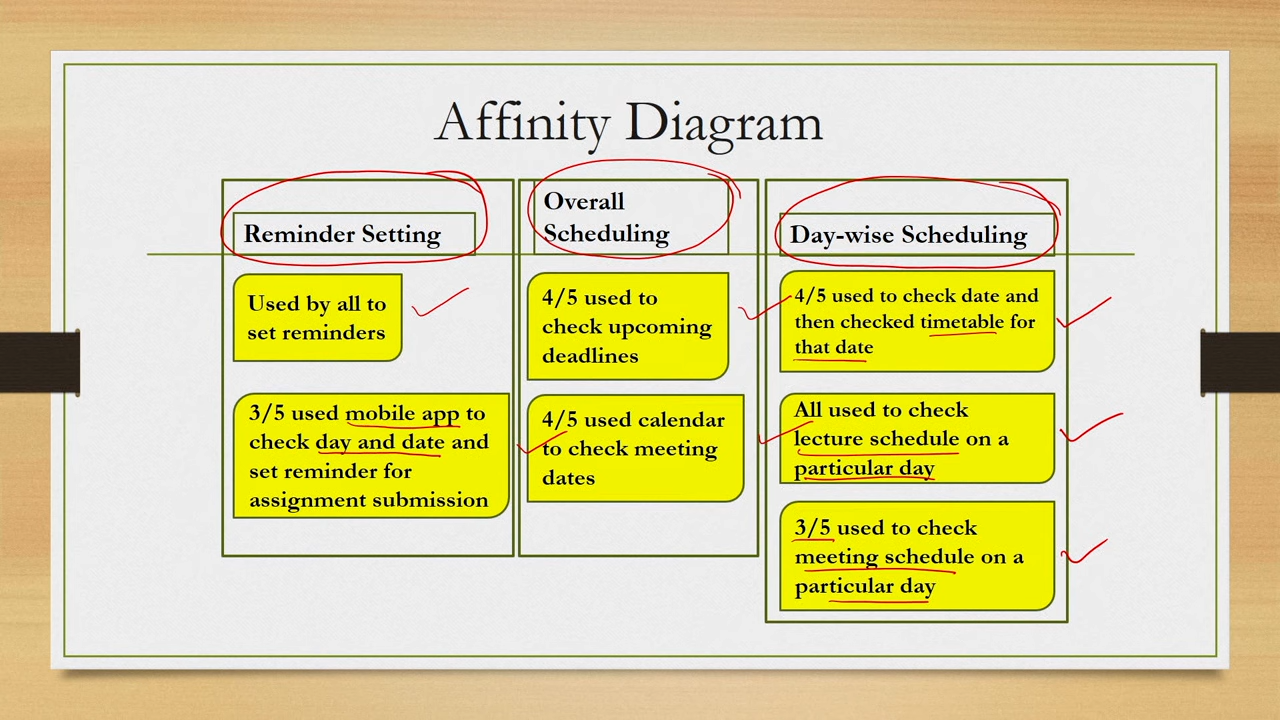 Affinity Diagram
Reminder Setting
Used by all to
set reminders
3/5 used mobile app to
check day and date and
set reminder for
assignment submission
Overall
Scheduling
4/5 used to
check upcoming
deadlines
4/5 used calendar
to check meeting
dates
Day-wise Scheduling
4/5 used to check date and
then checked timetable for
that date
All used to check
lecture schedule on a
particular day
3/5 used to check
meeting schedule on a
particular day